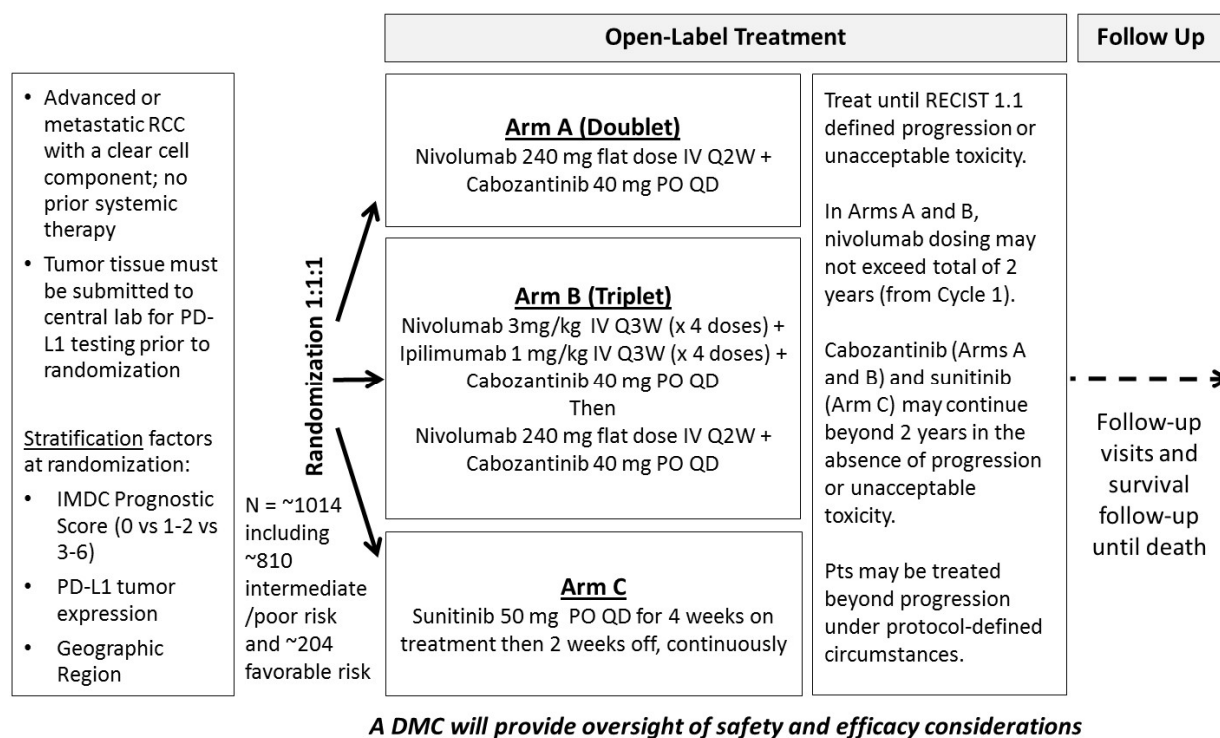 Open-Label Treatment
Follow Up
• Advanced or
metastatic RCC
with a clear cell
component; no
prior systemic
therapy
• Tumor tissue must
be submitted to
central lab for PD-
L1 testing prior to
randomization
Stratification factors
at randomization:
• IMDC Prognostic
Score (0 vs 1-2 vs
3-6)
• PD-L1 tumor
expression
• Geographic
Region
Randomization 1:1:1
N = ~1014
including
~810
intermediate
/poor risk
and ~204
favorable risk
Arm A (Doublet)
Nivolumab 240 mg flat dose IV Q2W +
Cabozantinib 40 mg PO QD
Arm B (Triplet)
Nivolumab 3mg/kg IV Q3W (x 4 doses) +
Ipilimumab 1 mg/kg IV Q3W (x 4 doses) +
Cabozantinib 40 mg PO QD
Then
Nivolumab 240 mg flat dose IV Q2W +
Cabozantinib 40 mg PO QD
Arm C
Sunitinib 50 mg PO QD for 4 weeks on
treatment then 2 weeks off, continuously
Treat until RECIST 1.1
defined progression or
unacceptable toxicity.
In Arms A and B,
nivolumab dosing may
not exceed total of 2
years (from Cycle 1).
Cabozantinib (Arms A
and B) and sunitinib
(Arm C) may continue
beyond 2 years in the
absence of progression
or unacceptable
toxicity.
Pts may be treated
beyond progression
under protocol-defined
circumstances.
Follow-up
visits and
survival
follow-up
until death
A DMC will provide oversight of safety and efficacy considerations